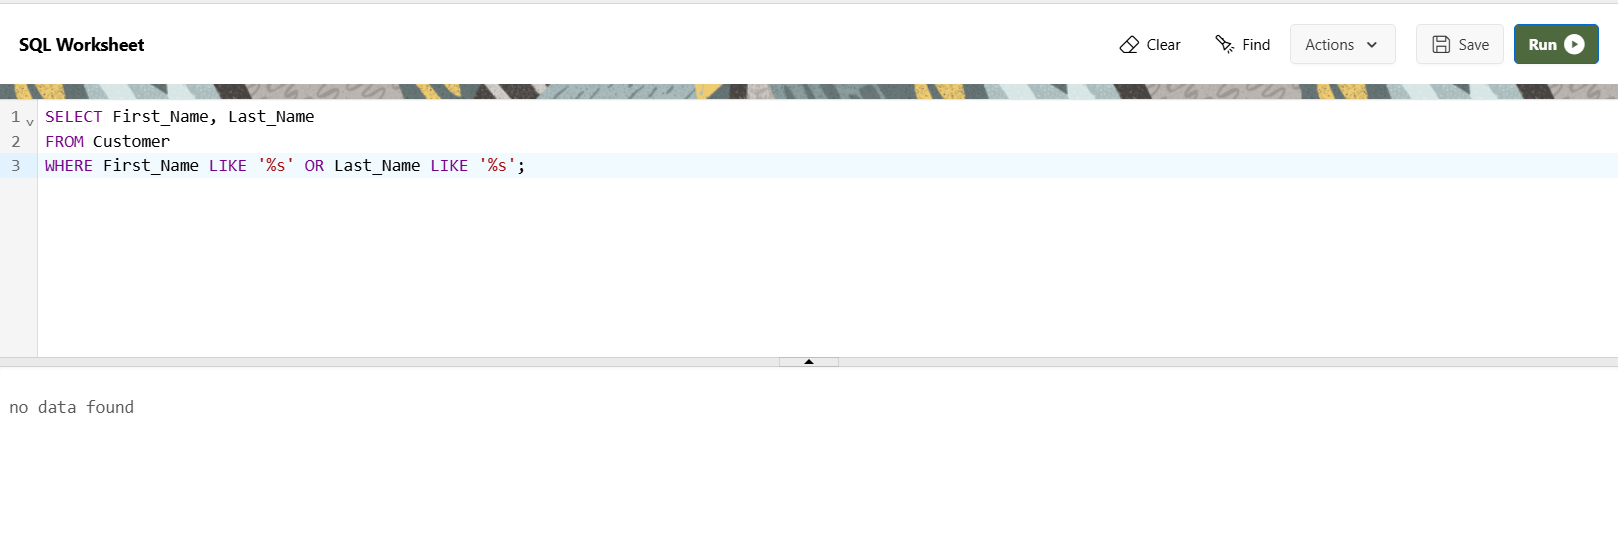 SQL Worksheet Clear Find Actions Save Run
1 SELECT First_Name, Last_Name
2 FROM Customer
3 WHERE First_Name LIKE '%s' OR Last_Name LIKE '%s';
no data found